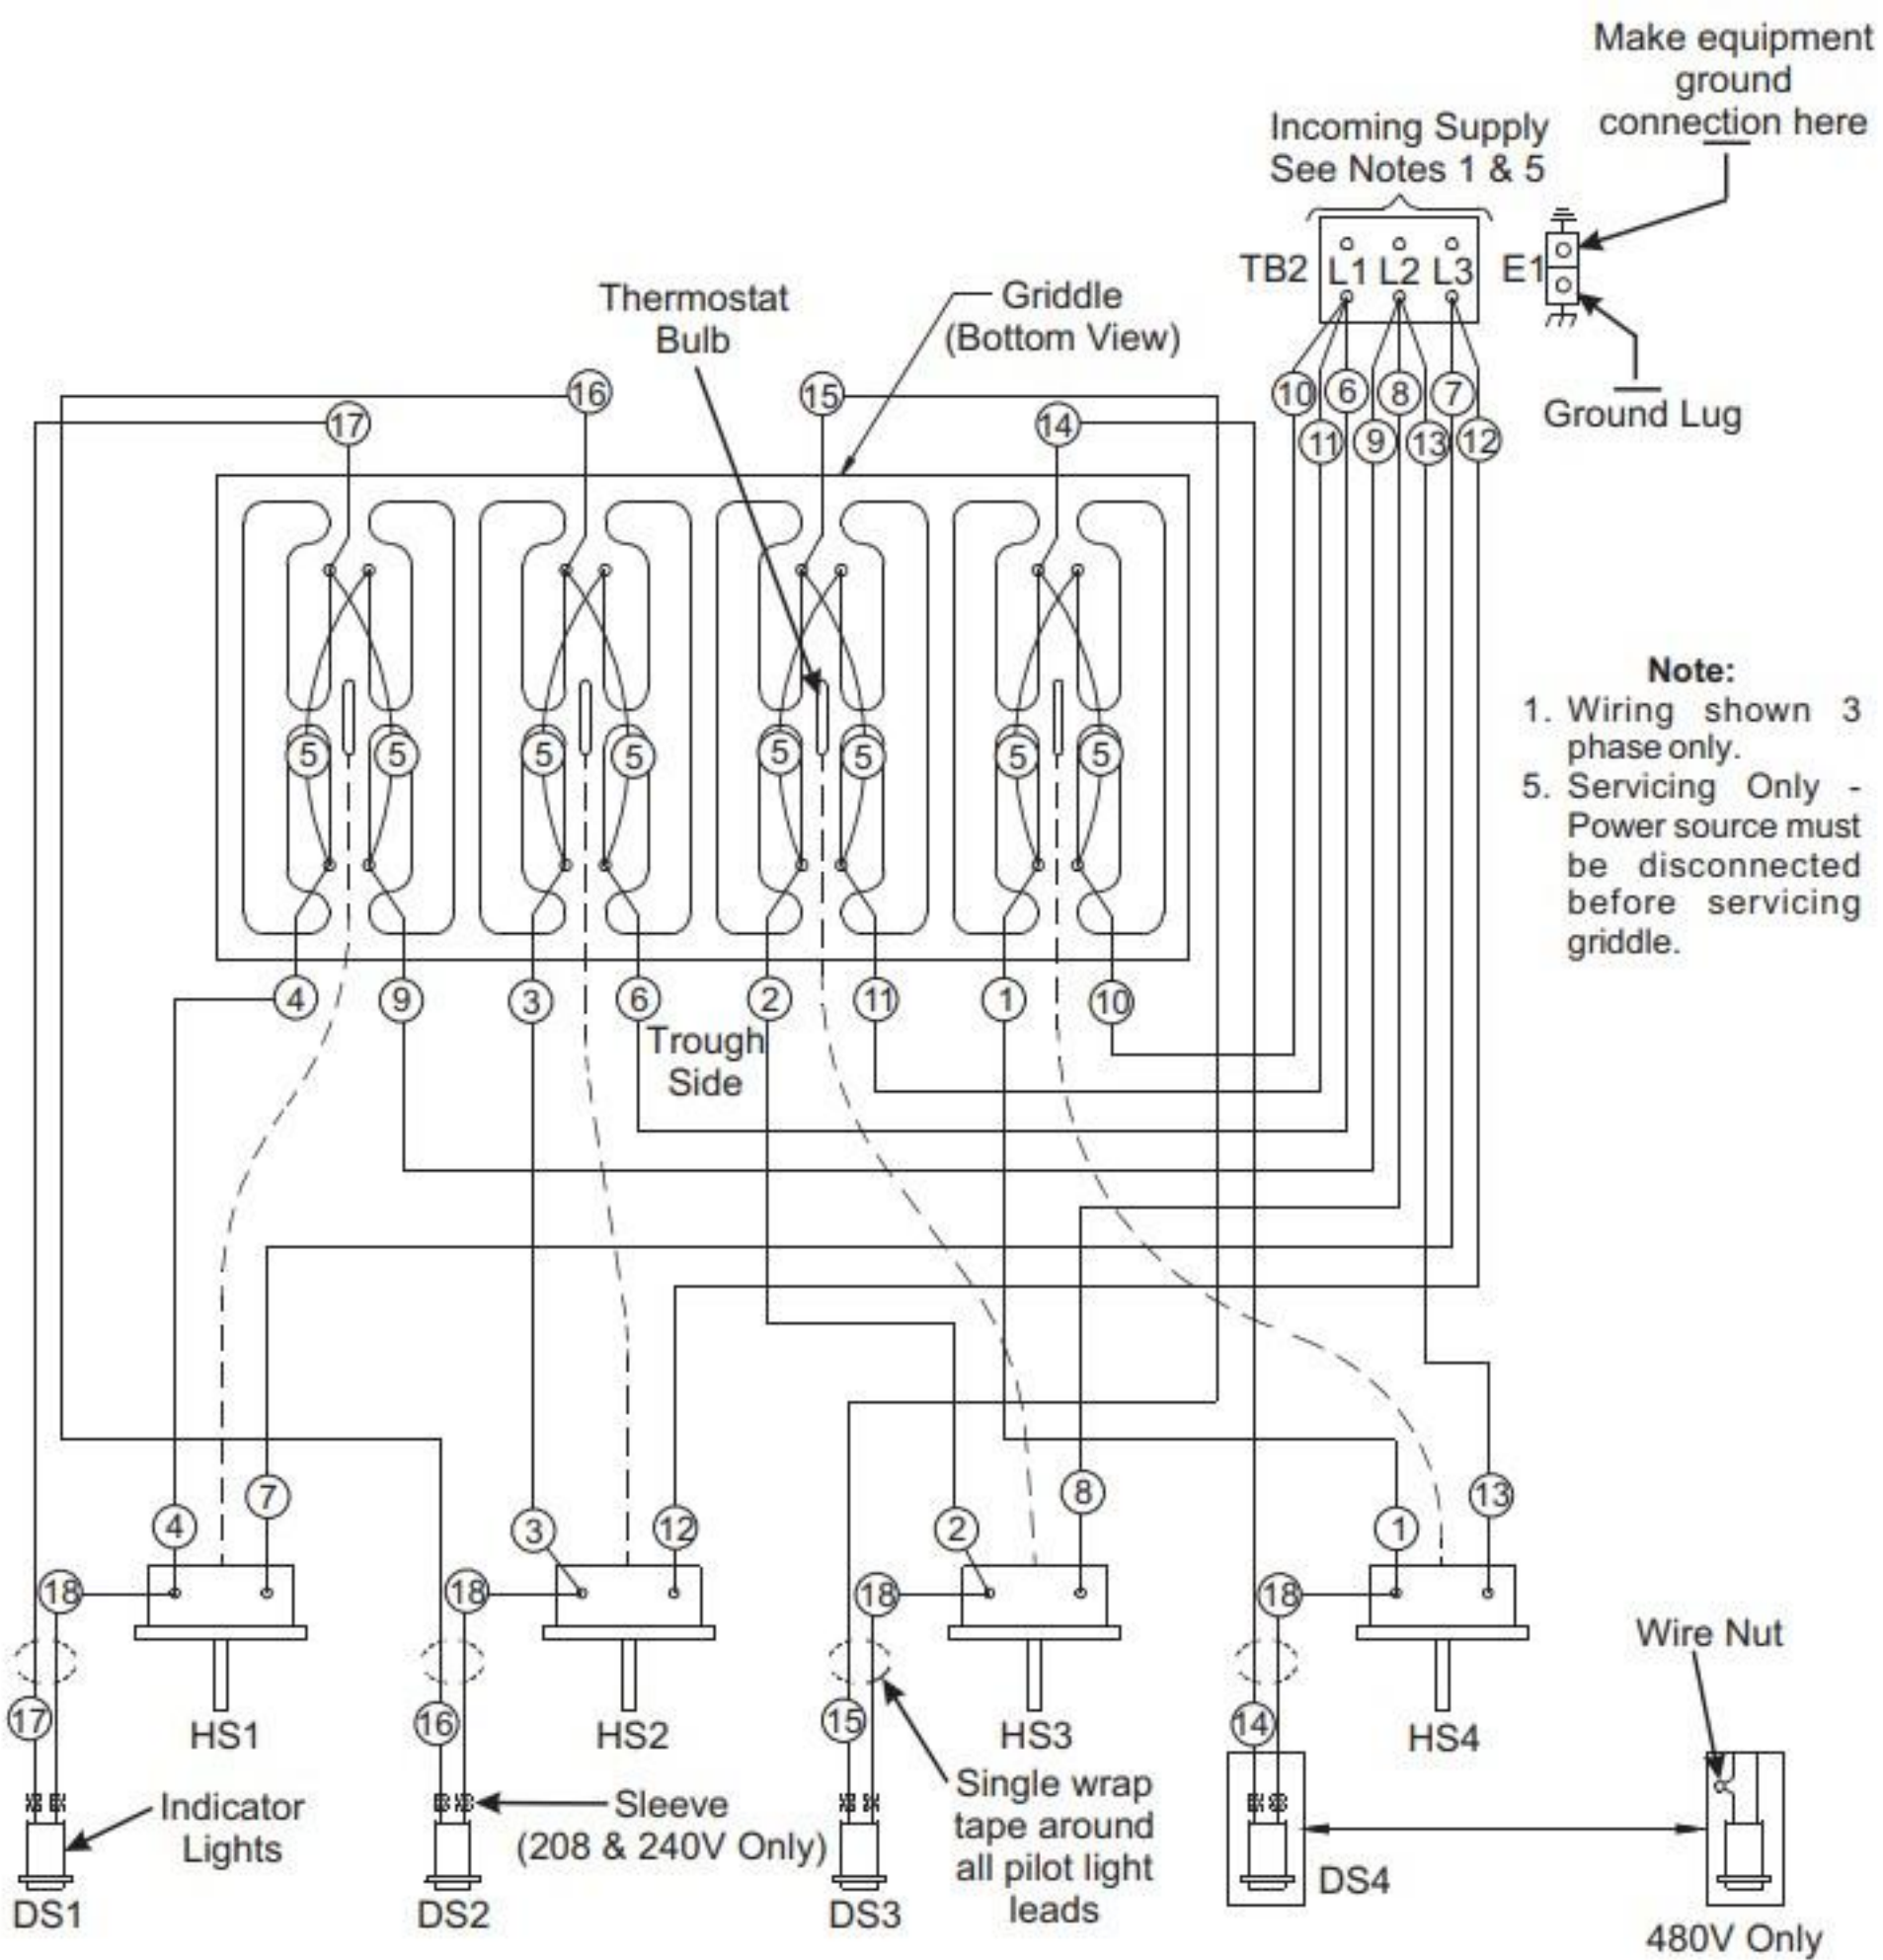 Make equipment
ground
connection here
Incoming Supply
See Notes 1 & 5
TB2
L1 L2 L3
E1
Ground Lug
Thermostat
Bulb
Griddle
(Bottom View)
16
15
17
14
10
6
8
7
11
9
13
12
Note:
1. Wiring shown 3
phase only.
5. Servicing Only -
Power source must
be disconnected
before servicing
griddle.
5
5
5
5
5
5
5
5
4
9
3
6
2
11
1
10
Trough
Side
4
7
3
12
2
8
1
13
18
18
18
18
17
16
15
14
HS1
HS2
HS3
HS4
Wire Nut
Indicator
Lights
Sleeve
(208 & 240V Only)
Single wrap
tape around
all pilot light
leads
DS1
DS2
DS3
DS4
480V Only